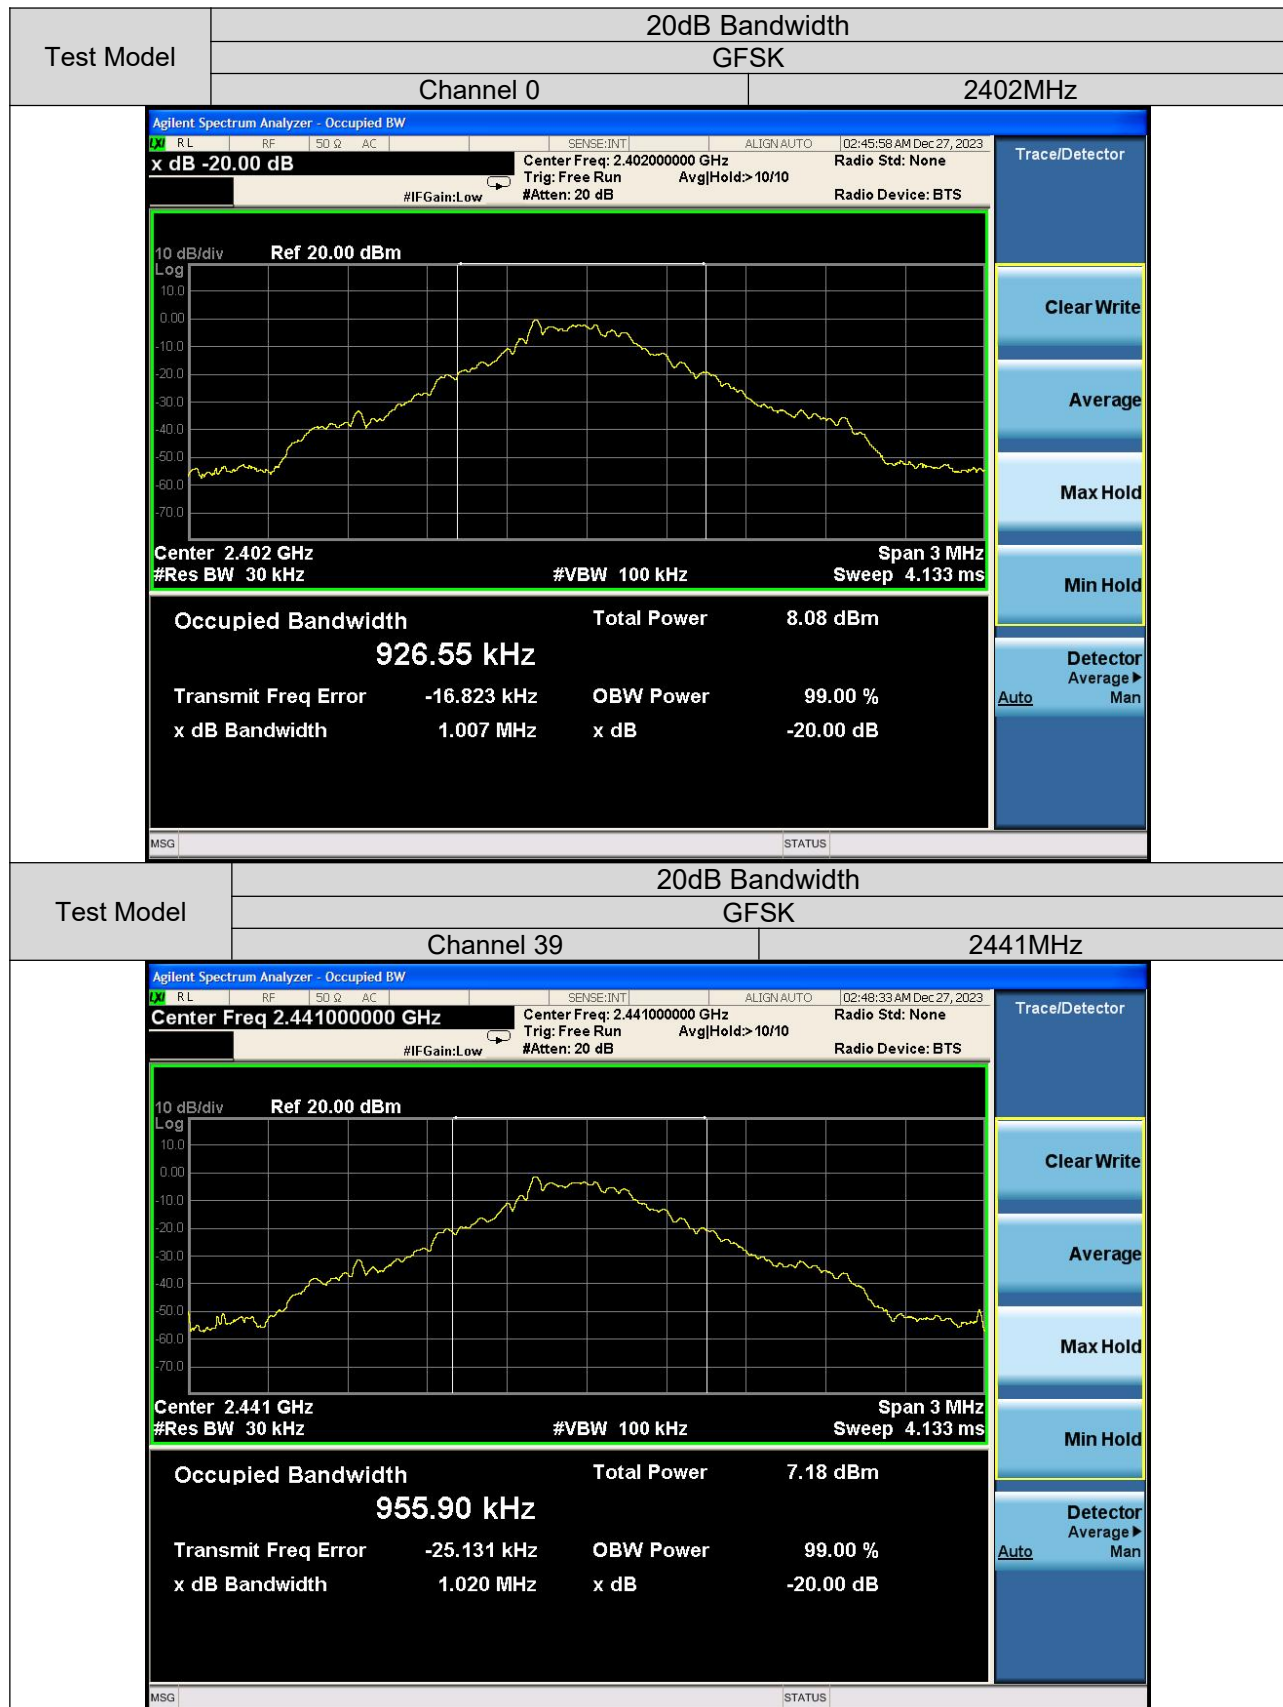 20dB Bandwidth
Test Model
GFSK
Channel 0 2402MHz
Agilent Spectrum Analyzer - Occupied BW
LXI RL RF 50 Ω AC SENSE:INT ALIGN AUTO 02:45:58 AM Dec 27, 2023
x dB -20.00 dB Center Freq: 2.402000000 GHz Radio Std: None Trace/Detector
Trig: Free Run Avg|Hold:>10/10
#IFGain:Low #Atten: 20 dB Radio Device: BTS
10 dB/div Ref 20.00 dBm
Log
10.0
Clear Write
0.00
-10.0
-20.0
-30.0
Average
-40.0
-50.0
-60.0
Max Hold
-70.0
Center 2.402 GHz Span 3 MHz
#Res BW 30 kHz #VBW 100 kHz Sweep 4.133 ms
Min Hold
Occupied Bandwidth Total Power 8.08 dBm
926.55 kHz
Detector
Average
Transmit Freq Error -16.823 kHz OBW Power 99.00 % Auto Man
x dB Bandwidth 1.007 MHz x dB -20.00 dB
MSG STATUS
20dB Bandwidth
Test Model
GFSK
Channel 39 2441MHz
Agilent Spectrum Analyzer - Occupied BW
LXI RL RF 50 Ω AC SENSE:INT ALIGN AUTO 02:48:33 AM Dec 27, 2023
Center Freq 2.441000000 GHz Center Freq: 2.441000000 GHz Radio Std: None Trace/Detector
Trig: Free Run Avg|Hold:>10/10
#IFGain:Low #Atten: 20 dB Radio Device: BTS
10 dB/div Ref 20.00 dBm
Log
10.0
Clear Write
0.00
-10.0
-20.0
-30.0
Average
-40.0
-50.0
-60.0
Max Hold
-70.0
Center 2.441 GHz Span 3 MHz
#Res BW 30 kHz #VBW 100 kHz Sweep 4.133 ms
Min Hold
Occupied Bandwidth Total Power 7.18 dBm
955.90 kHz
Detector
Average
Transmit Freq Error -25.131 kHz OBW Power 99.00 % Auto Man
x dB Bandwidth 1.020 MHz x dB -20.00 dB
MSG STATUS